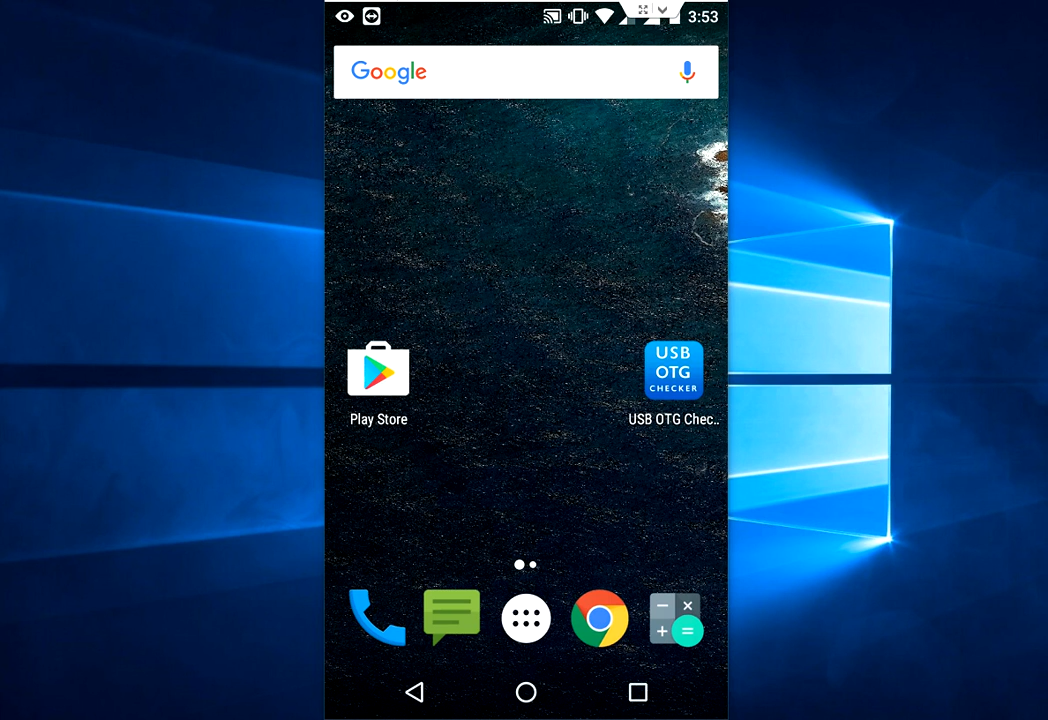 3:53
Google
USB
OTG
CHECKER
Play Store
USB OTG Chec..